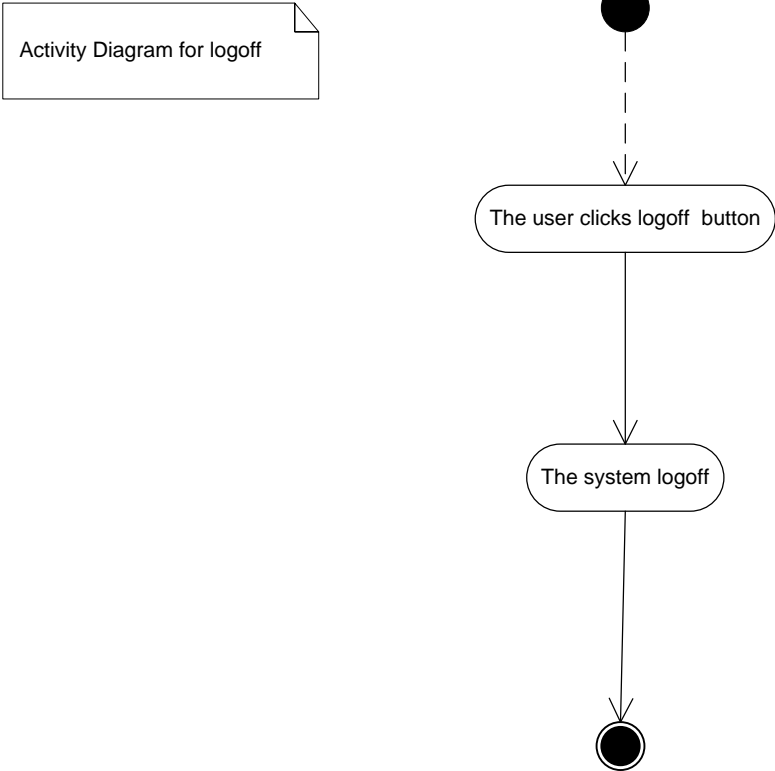 Activity Diagram for logoff
The user clicks logoff  button
The system logoff